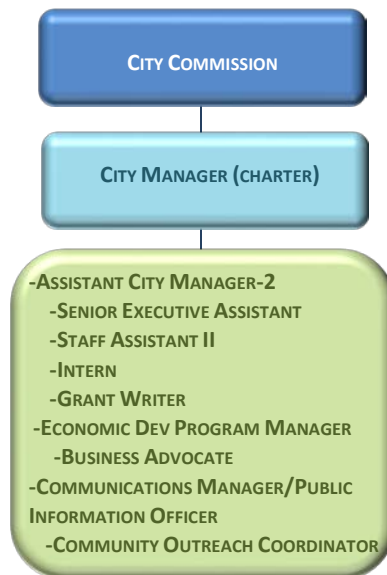 CITY COMMISSION
CITY MANAGER (CHARTER)
-ASSISTANT CITY MANAGER-2
-SENIOR EXECUTIVE ASSISTANT
-STAFF ASSISTANT II
-INTERN
-GRANT WRITER
-ECONOMIC DEV PROGRAM MANAGER
-BUSINESS ADVOCATE
-COMMUNICATIONS MANAGER/PUBLIC
INFORMATION OFFICER
-COMMUNITY OUTREACH COORDINATOR